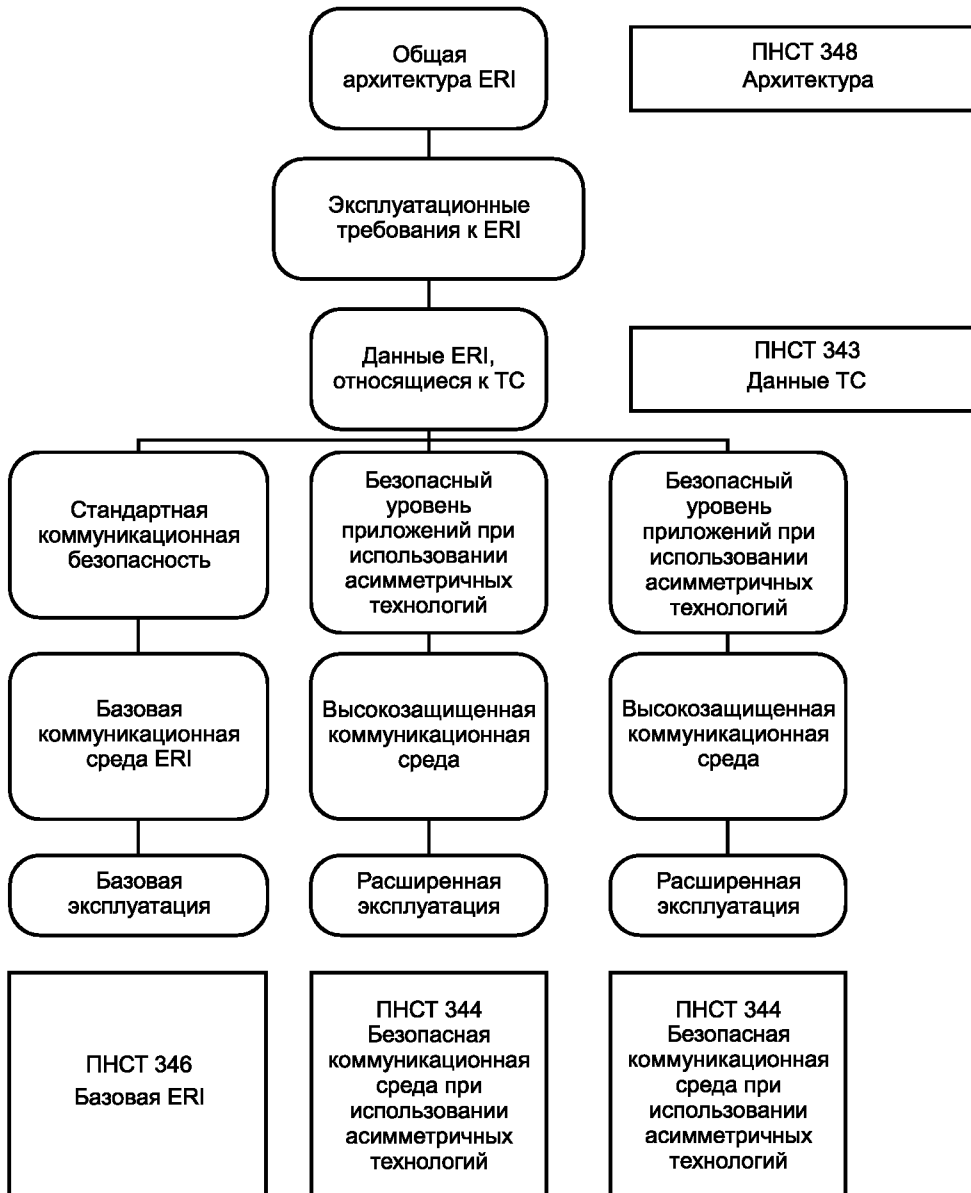 Общая
архитектура ERI
ПНСТ 348
Архитектура
Эксплуатационные
требования к ERI
Данные ERI,
относящиеся к ТС
ПНСТ 343
Данные ТС
Стандартная
коммуникационная
безопасность
Безопасный
уровень
приложений при
использовании
асимметричных
технологий
Безопасный
уровень
приложений при
использовании
асимметричных
технологий
Базовая
коммуникационная
среда ERI
Высокозащищенная
коммуникационная
среда
Высокозащищенная
коммуникационная
среда
Базовая
эксплуатация
Расширенная
эксплуатация
Расширенная
эксплуатация
ПНСТ 346
Базовая ERI
ПНСТ 344
Безопасная
коммуникационная
среда при
использовании
асимметричных
технологий
ПНСТ 344
Безопасная
коммуникационная
среда при
использовании
асимметричных
технологий